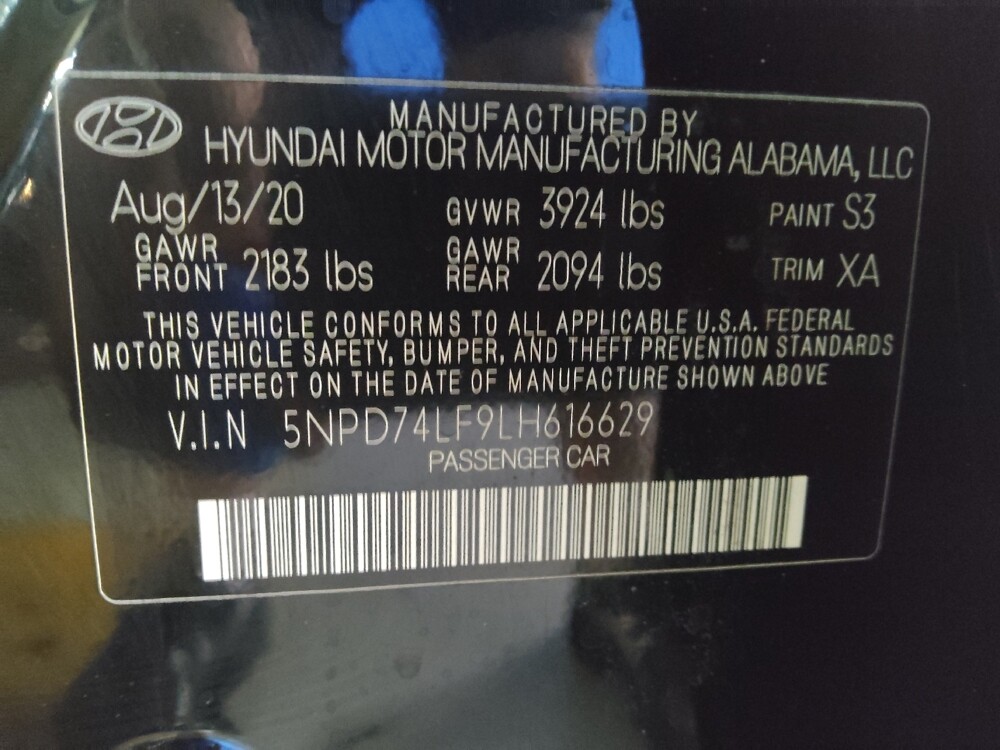 MANUFACTURED BY
HYUNDAI MOTOR MANUFACTURING ALABAMA, LLC
Aug/13/20 GVWR 3924 lbs PAINT S3
GAWR FRONT 2183 lbs GAWR REAR 2094 lbs TRIM XA
THIS VEHICLE CONFORMS TO ALL APPLICABLE U.S.A. FEDERAL
MOTOR VEHICLE SAFETY, BUMPER, AND THEFT PREVENTION STANDARDS
IN EFFECT ON THE DATE OF MANUFACTURE SHOWN ABOVE
V.I.N 5NPD74LF9LH616629
PASSENGER CAR